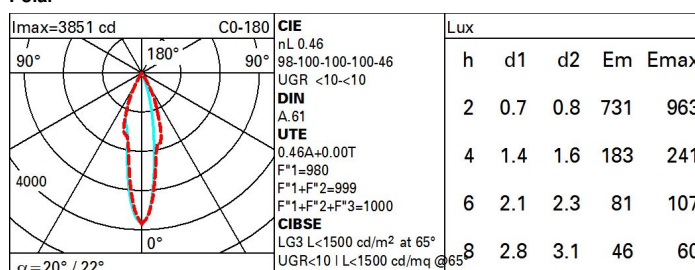 Imax=3851 cd C0-180
90° 180° 90°
4000
0°
α=20° / 22°
CIE
nL 0.46
98-100-100-100-46
UGR <10-<10
DIN
A.61
UTE
0.46A+0.00T
F"1=980
F"1+F"2=999
F"1+F"2+F"3=1000
CIBSE
LG3 L<1500 cd/m² at 65°
UGR<10 | L<1500 cd/mq @65°
Lux
h d1 d2 Em Emax
2 0.7 0.8 731 963
4 1.4 1.6 183 241
6 2.1 2.3 81 107
8 2.8 3.1 46 60